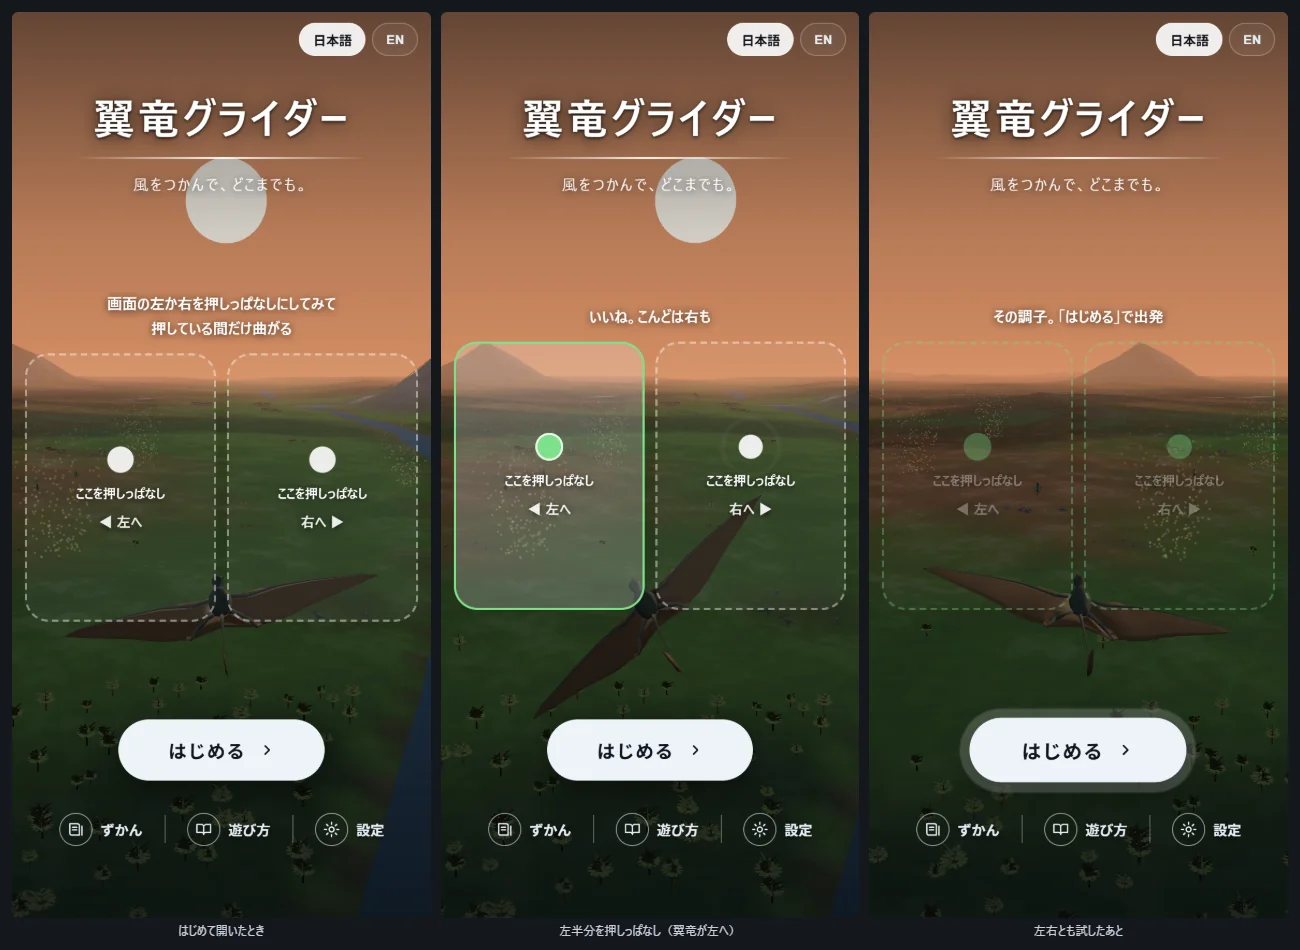 日本語 EN
翼竜グライダー
風をつかんで、どこまでも。
画面の左か右を押しっぱなしにしてみて
押している間だけ曲がる
ここを押しっぱなし
◀ 左へ
ここを押しっぱなし
右へ ▶
はじめる ›
ずかん 遊び方 設定
はじめて開いたとき
日本語 EN
翼竜グライダー
風をつかんで、どこまでも。
いいね。こんどは右も
ここを押しっぱなし
◀ 左へ
ここを押しっぱなし
右へ ▶
はじめる ›
ずかん 遊び方 設定
左半分を押しっぱなし（翼竜が左へ）
日本語 EN
翼竜グライダー
風をつかんで、どこまでも。
その調子。「はじめる」で出発
ここを押しっぱなし
◀ 左へ
ここを押しっぱなし
右へ ▶
はじめる ›
ずかん 遊び方 設定
左右とも試したあと